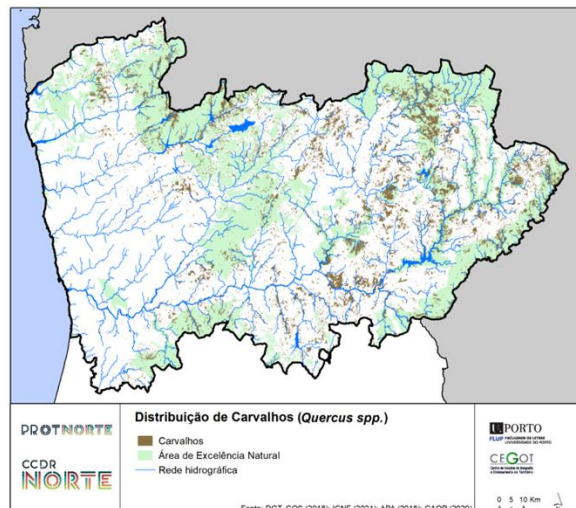 PROTNORTE
CCDR
NORTE
Distribuição de Carvalhos (Quercus spp.)
Carvalhos
Área de Excelência Natural
Rede hidrográfica
U.PORTO
FLUP FACULDADE DE LETRAS
UNIVERSIDADE DO PORTO
CEGOT
0 5 10 Km